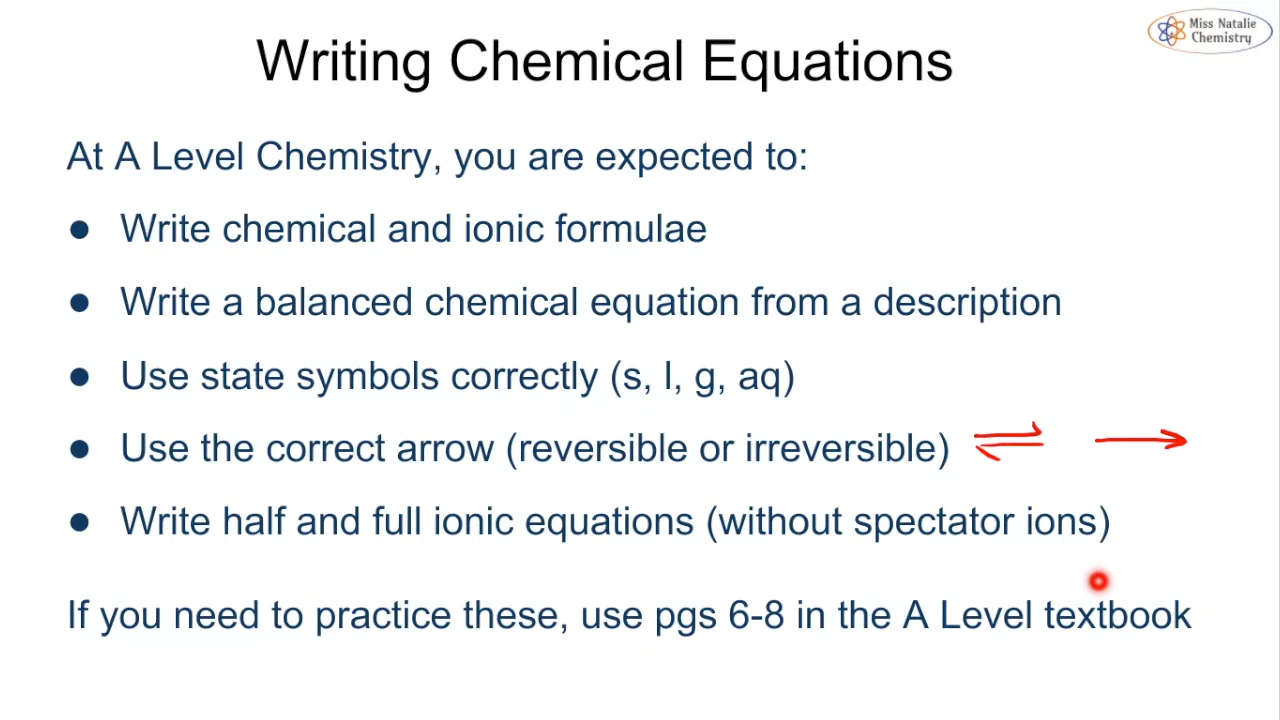 Miss Natalie
Chemistry
Writing Chemical Equations
At A Level Chemistry, you are expected to:
● Write chemical and ionic formulae
● Write a balanced chemical equation from a description
● Use state symbols correctly (s, l, g, aq)
● Use the correct arrow (reversible or irreversible) ⇌ →
● Write half and full ionic equations (without spectator ions)
If you need to practice these, use pgs 6-8 in the A Level textbook